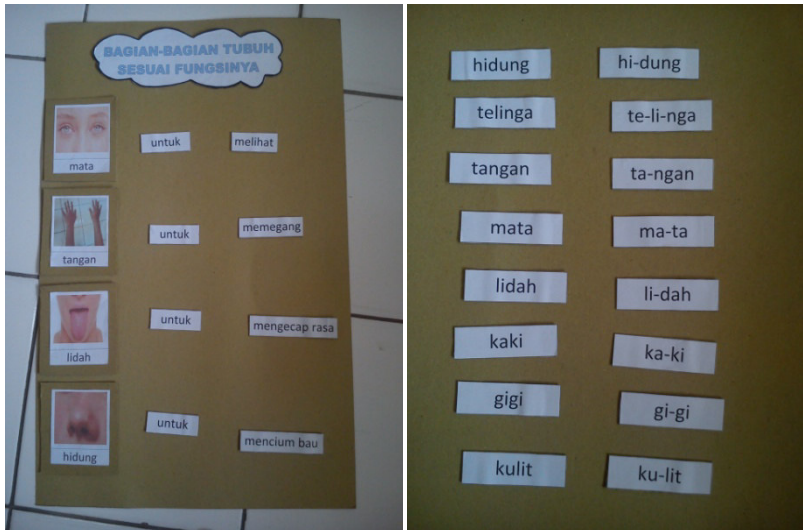 BAGIAN-BAGIAN TUBUH
SESUAI FUNGSINYA
mata untuk melihat
tangan untuk memegang
lidah untuk mengecap rasa
hidung untuk mencium bau
hidung hi-dung
telinga te-li-nga
tangan ta-ngan
mata ma-ta
lidah li-dah
kaki ka-ki
gigi gi-gi
kulit ku-lit